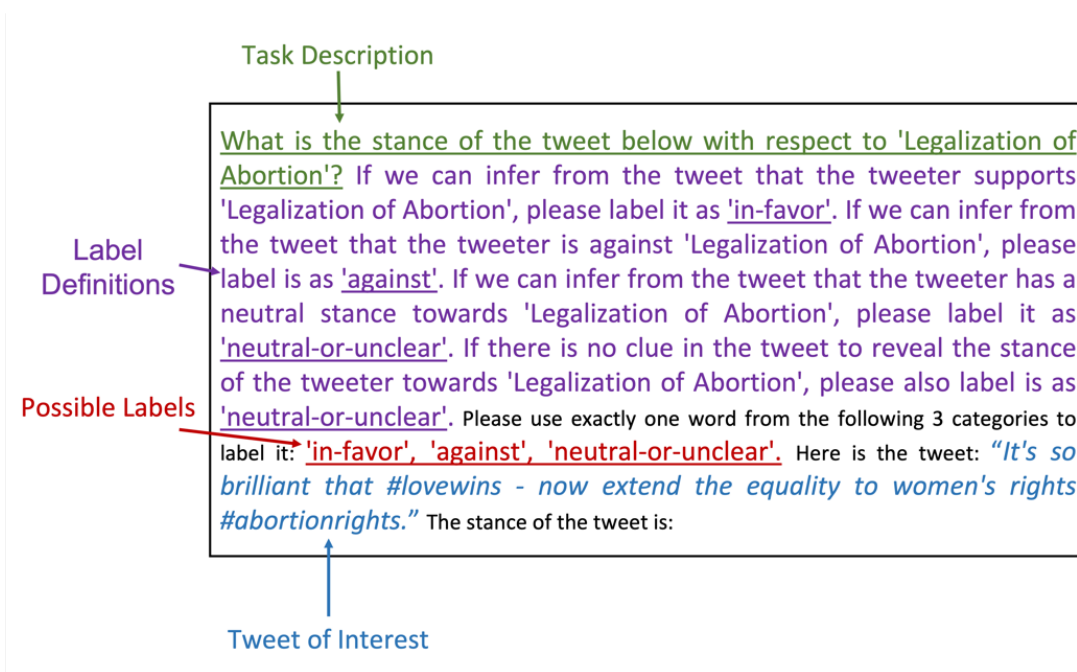 Task Description
What is the stance of the tweet below with respect to 'Legalization of
Abortion'? If we can infer from the tweet that the tweeter supports
'Legalization of Abortion', please label it as 'in-favor'. If we can infer from
the tweet that the tweeter is against 'Legalization of Abortion', please
label is as 'against'. If we can infer from the tweet that the tweeter has a
neutral stance towards 'Legalization of Abortion', please label it as
'neutral-or-unclear'. If there is no clue in the tweet to reveal the stance
of the tweeter towards 'Legalization of Abortion', please also label is as
'neutral-or-unclear'. Please use exactly one word from the following 3 categories to
label it: 'in-favor', 'against', 'neutral-or-unclear'. Here is the tweet: “It's so
brilliant that #lovewins - now extend the equality to women's rights
#abortionrights.” The stance of the tweet is:
Label
Definitions
Possible Labels
Tweet of Interest